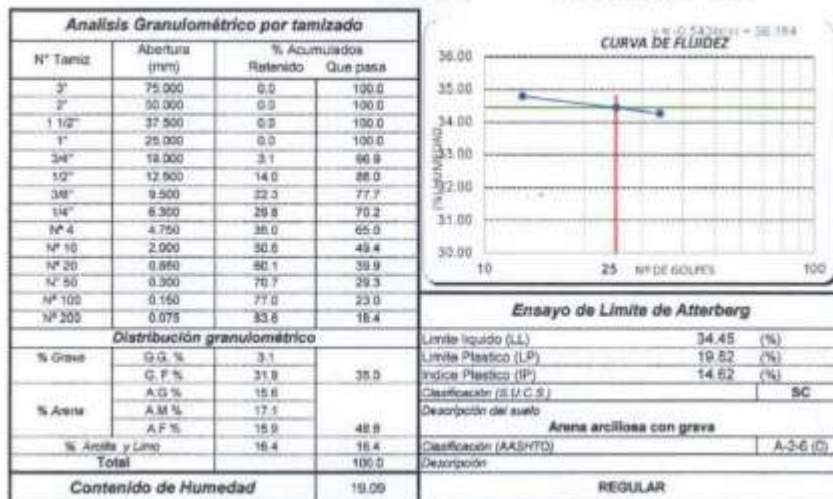 Analisis Granulométrico por tamizado
N° Tamiz Abertura (mm) % Acumulados
Retenido Que pasa
3" 75.000 0.0 100.0
2" 50.000 0.0 100.0
1 1/2" 37.500 0.0 100.0
1" 25.000 0.0 100.0
3/4" 19.000 3.1 96.9
1/2" 12.500 14.0 86.0
3/8" 9.500 22.3 77.7
1/4" 6.300 29.8 70.2
Nº 4 4.750 35.0 65.0
Nº 10 2.000 50.6 49.4
Nº 20 0.850 60.1 39.9
N° 50 0.300 70.7 29.3
Nº 100 0.150 77.0 23.0
Nº 200 0.075 83.6 16.4
Distribución granulométrico
% Grava G.G. % 3.1
G. F % 31.9 35.0
% Arena A.G % 15.6
A.M % 17.1
A.F % 15.9 48.6
% Arcilla y Limo 16.4 16.4
Total 100.0
Contenido de Humedad 19.09
CURVA DE FLUIDEZ
36.00
35.00
34.00
33.00
32.00
31.00
30.00
(%)HUMEDAD
10 25 Nº DE GOLPES 100
Ensayo de Limite de Atterberg
Limite liquido (LL) 34.45 (%)
Limite Plastico (LP) 19.82 (%)
Indice Plastico (IP) 14.62 (%)
Clasificación (S.U.C.S.) SC
Descripción del suelo
Arena arcillosa con grava
Clasificación (AASHTO) A-2-6 (0)
Descripción
REGULAR